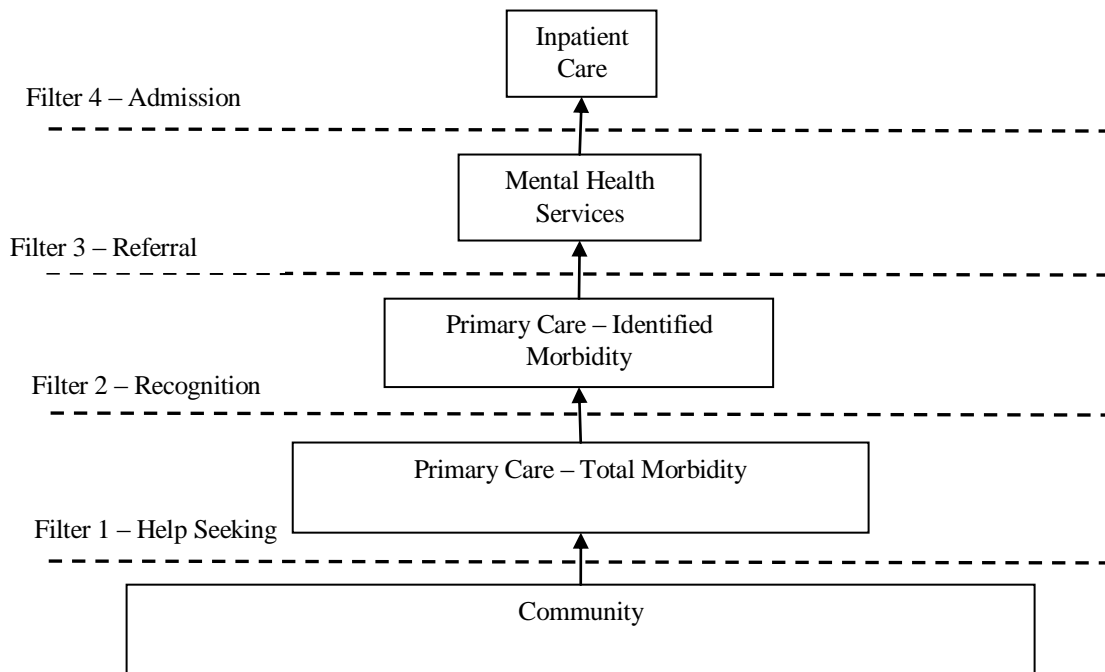 Inpatient
Care
Filter 4 – Admission
Mental Health
Services
Filter 3 – Referral
Primary Care – Identified
Morbidity
Filter 2 – Recognition
Primary Care – Total Morbidity
Filter 1 – Help Seeking
Community